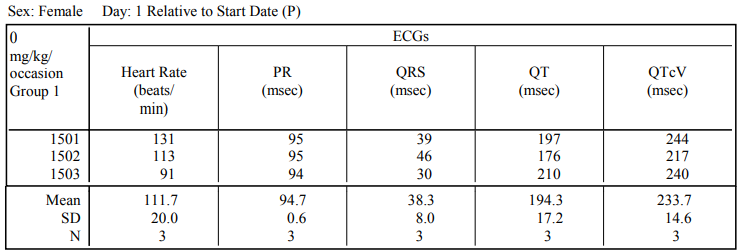 Sex: Female Day: 1 Relative to Start Date (P)
0 mg/kg/occasion Group 1 ECGs
Heart Rate (beats/min) PR (msec) QRS (msec) QT (msec) QTcV (msec)
1501 131 95 39 197 244
1502 113 95 46 176 217
1503 91 94 30 210 240
Mean 111.7 94.7 38.3 194.3 233.7
SD 20.0 0.6 8.0 17.2 14.6
N 3 3 3 3 3